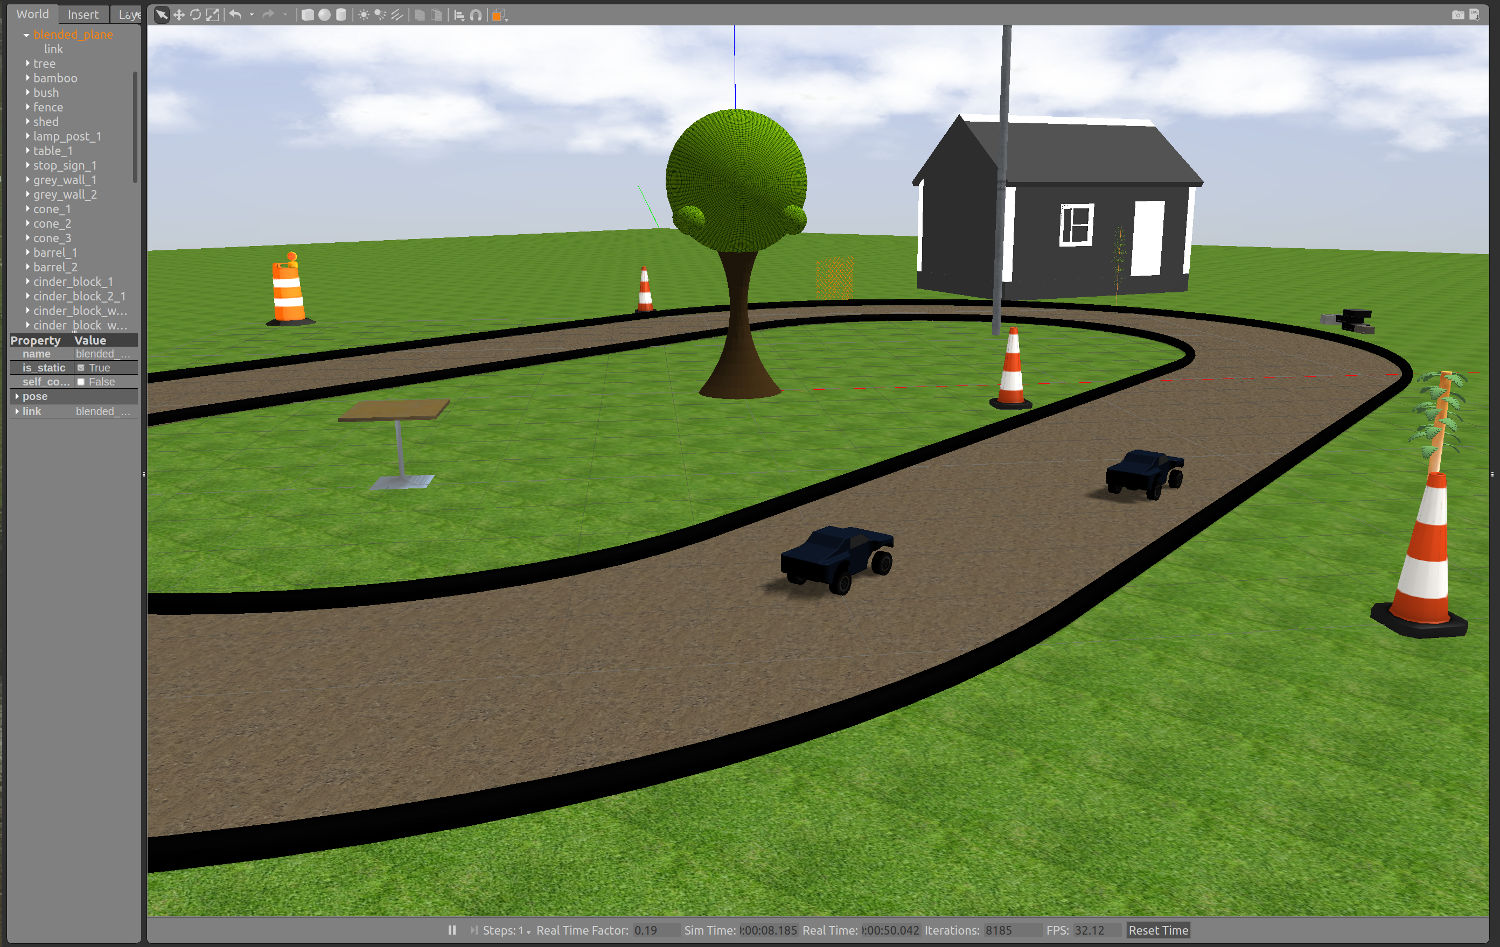 World Insert Laye
blended_plane
link
tree
bamboo
bush
fence
shed
lamp_post_1
table_1
stop_sign_1
grey_wall_1
grey_wall_2
cone_1
cone_2
cone_3
barrel_1
barrel_2
cinder_block_1
cinder_block_2_1
cinder_block_w...
cinder_block_w...
Property Value
name blended_...
is_static True
self_co... False
pose
link blended_...
Steps: 1 Real Time Factor: 0.19 Sim Time: 0:00:08.185 Real Time: 0:00:50.042 Iterations: 8185 FPS: 32.12 Reset Time